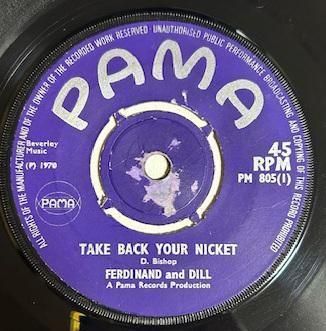 ALL RIGHTS OF THE MANUFACTURER AND OF THE OWNER OF THE RECORDED WORK RESERVED · UNAUTHORISED PUBLIC PERFORMANCE BROADCASTING AND COPYING OF THIS RECORD PROHIBITED
PAMA
Beverley
Music
(P) 1970
45
RPM
PM 805(1)
PAMA
TAKE BACK YOUR NICKET
D. Bishop
FERDINAND and DILL
A Pama Records Production